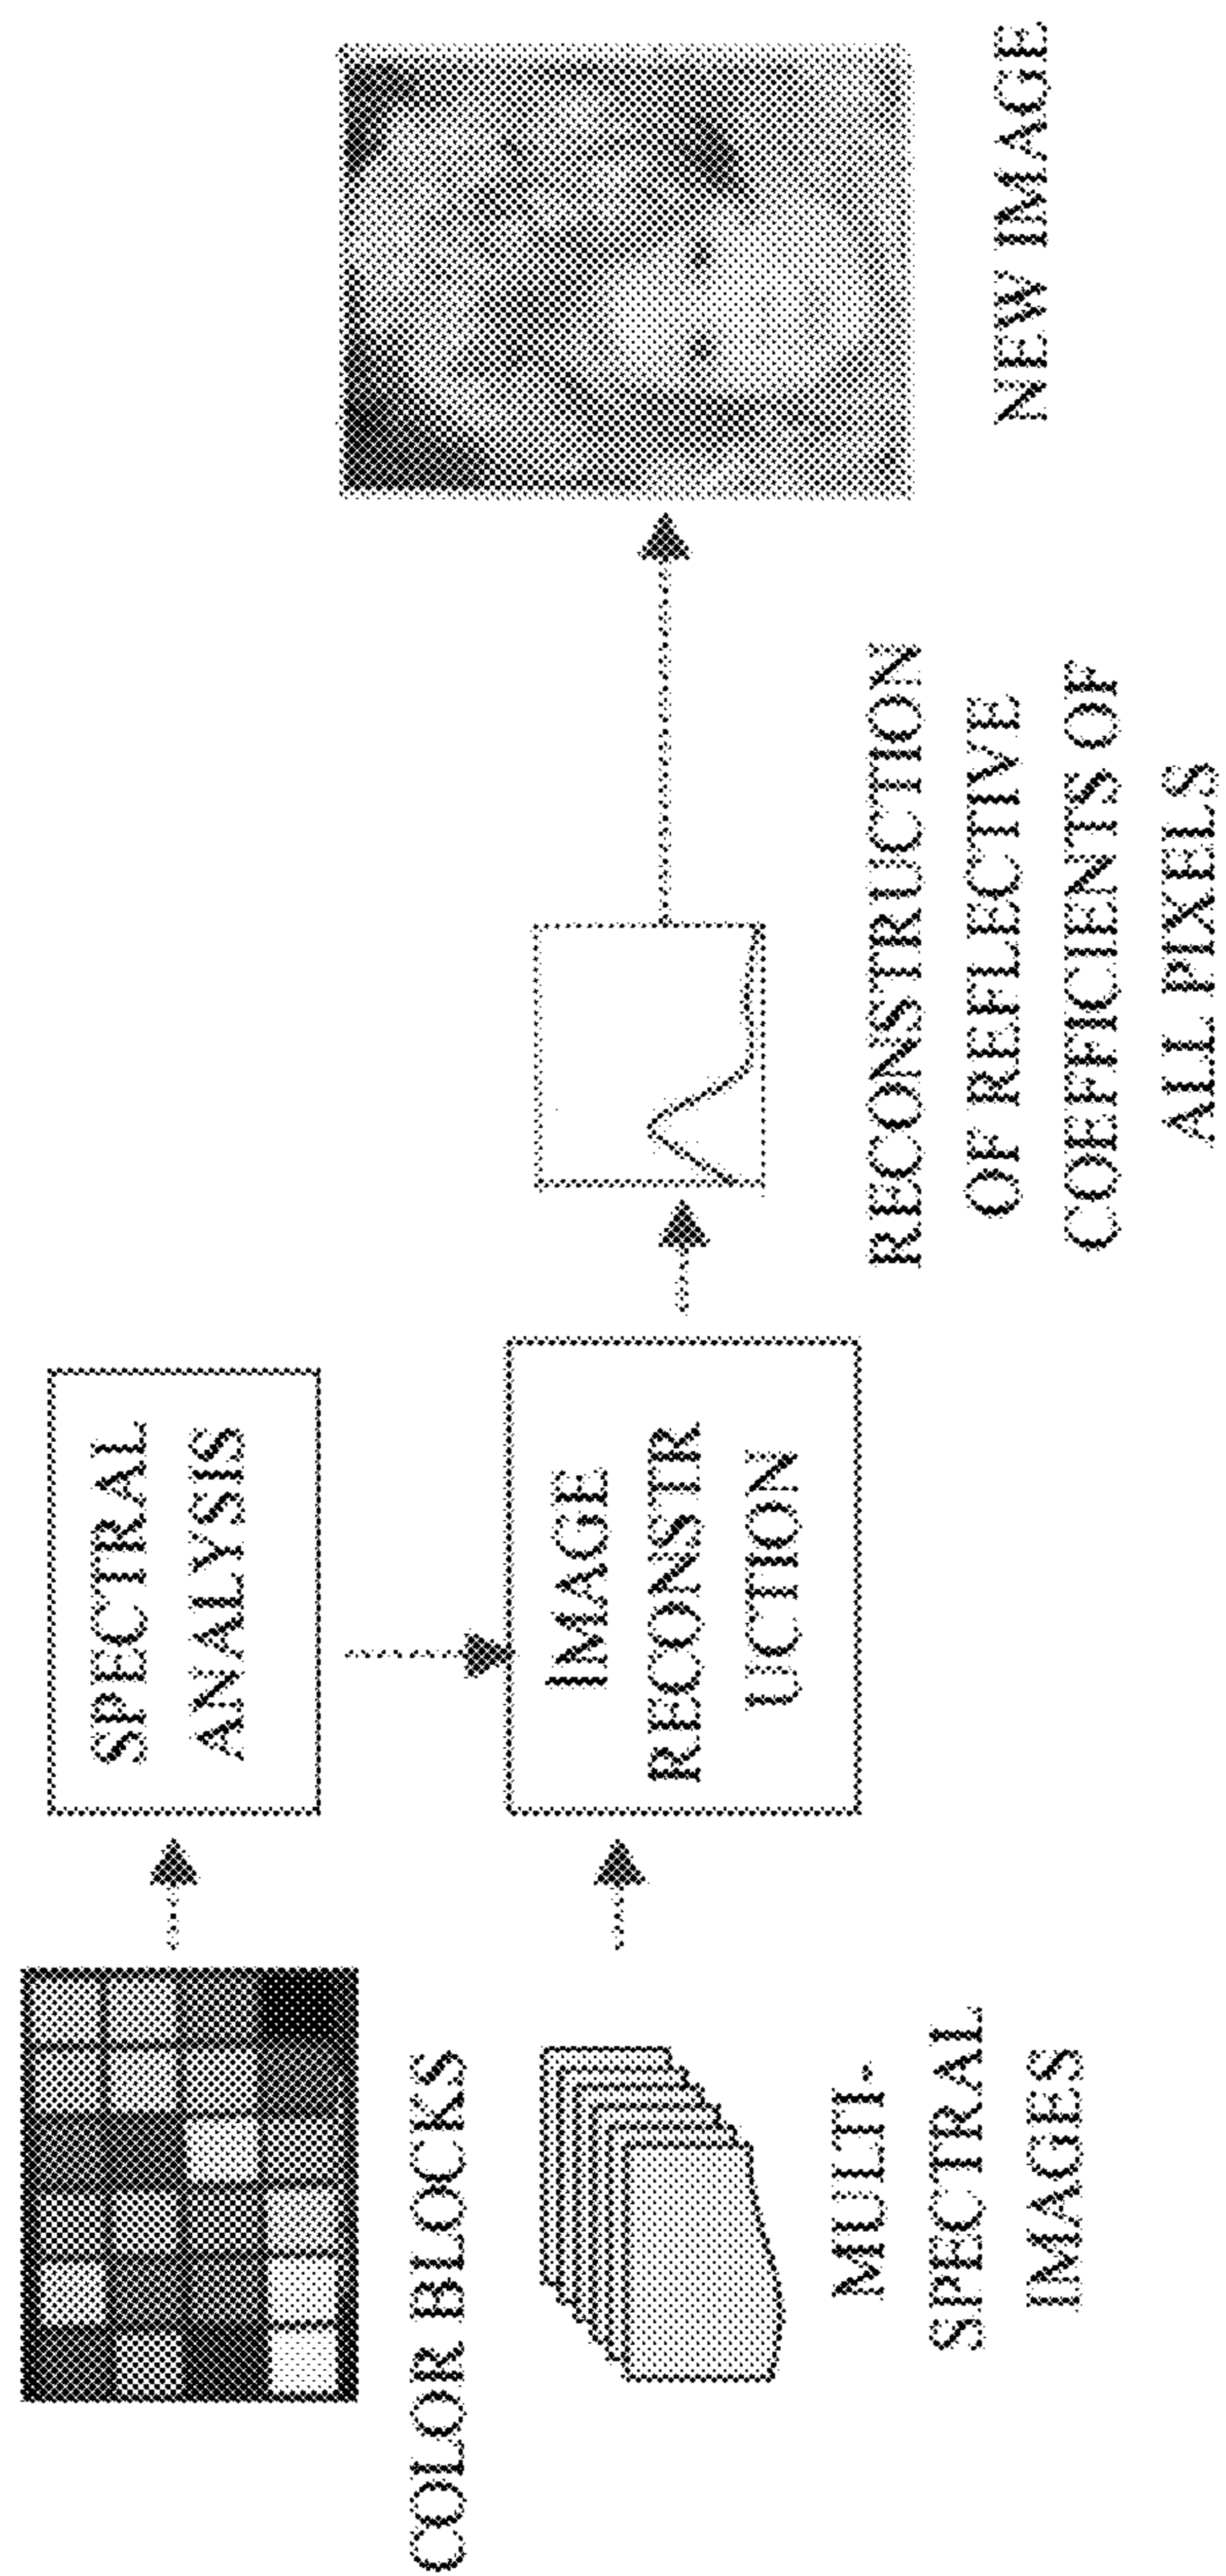 COLOR BLOCKS
SPECTRAL
ANALYSIS
MULTI-
SPECTRAL
IMAGES
IMAGE
RECONSTR
UCTION
RECONSTRUCTION
OF REFLECTIVE
COEFFICIENTS OF
ALL PIXELS
NEW IMAGE